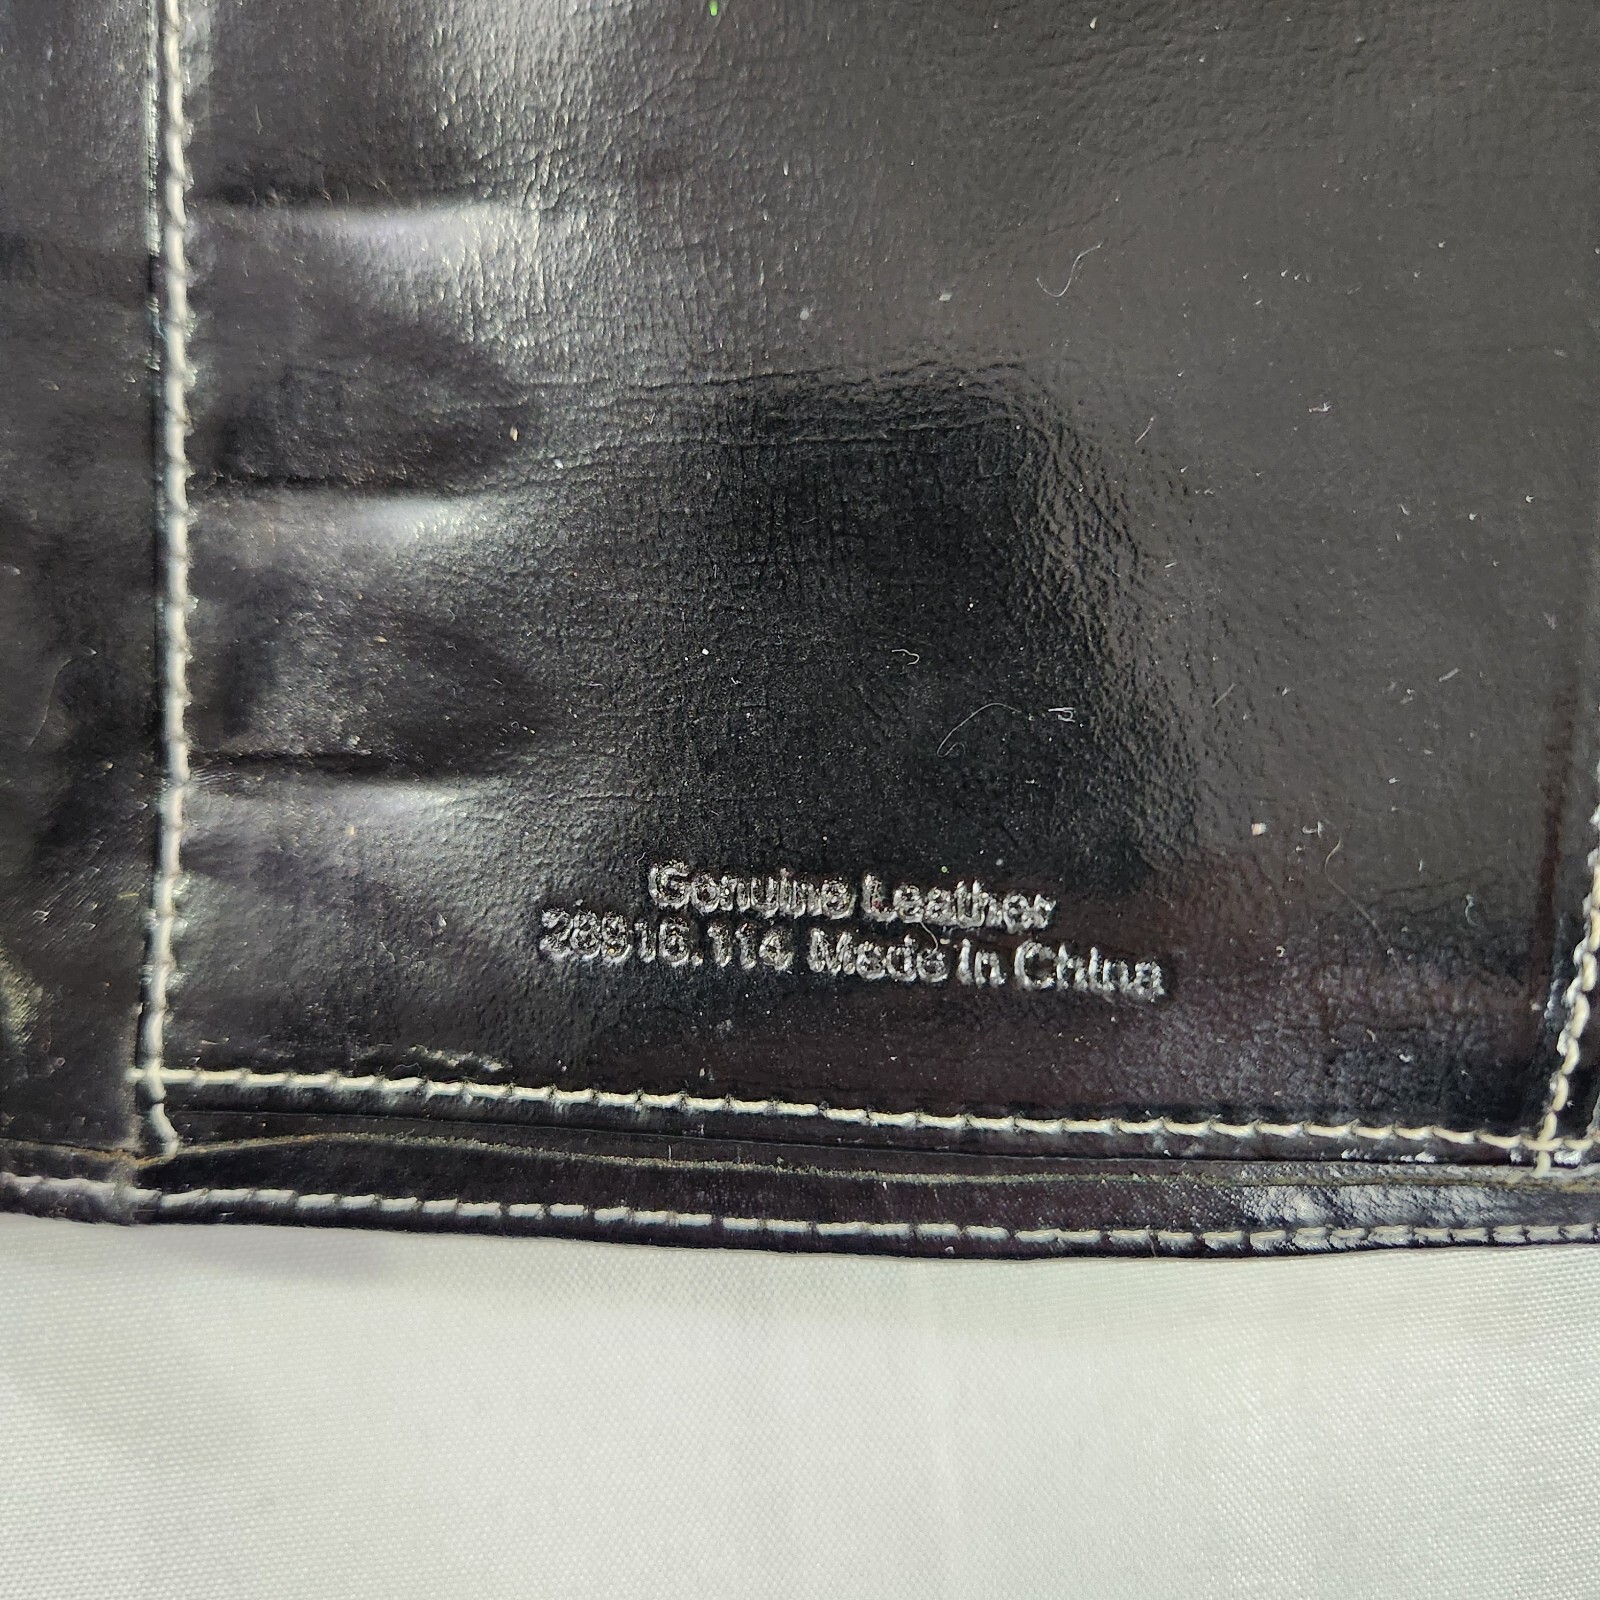 Genuine Leather
28916.114 Made in China